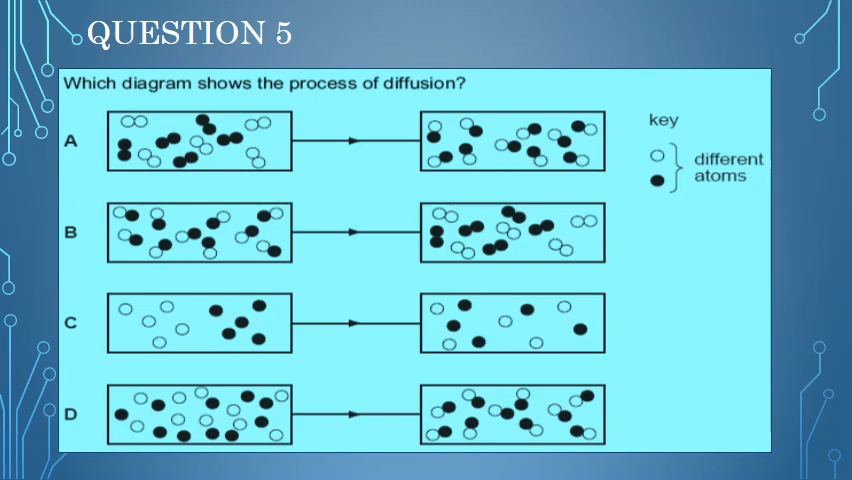 QUESTION 5
Which diagram shows the process of diffusion?
A
key
different
atoms
B
C
D